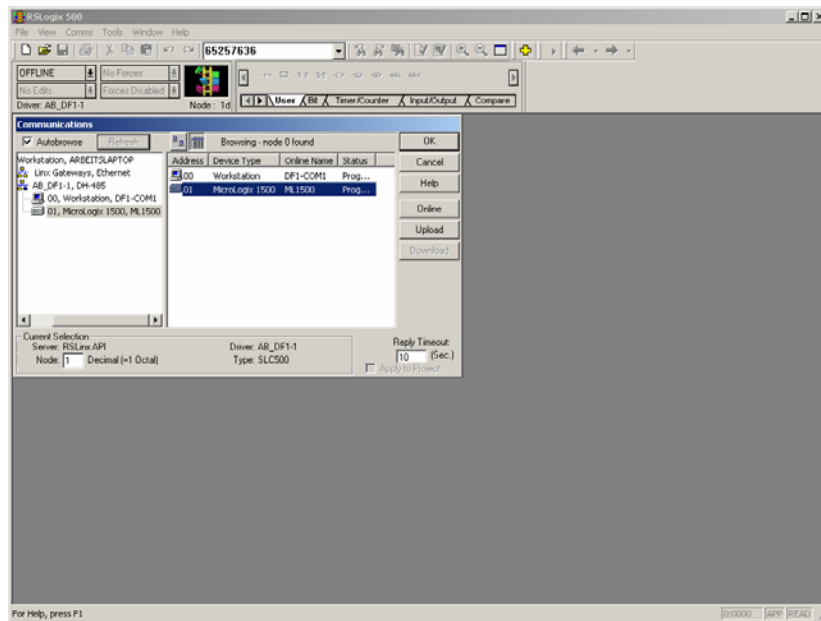 RSLogix 500
File View Comms Tools Window Help
65257636
OFFLINE No Forces
No Edits Forces Disabled
Driver: AB_DF1-1 Node: 1d
User Bit Timer/Counter Input/Output Compare
Communications
Autobrowse Refresh Browsing - node 0 found OK
Workstation, ARBEITSLAPTOP Address Device Type Online Name Status Cancel
Linx Gateways, Ethernet 00 Workstation DF1-COM1 Prog...
AB_DF1-1, DH-485 01 MicroLogix 1500 ML1500 Prog... Help
00, Workstation, DF1-COM1
01, MicroLogix 1500, ML1500 Online
Upload
Download
Current Selection
Server: RSLinx API Driver: AB_DF1-1 Reply Timeout:
Node: 1 Decimal (=1 Octal) Type: SLC500 10 (Sec.)
Apply to Project
For Help, press F1 0:0000 APP READ